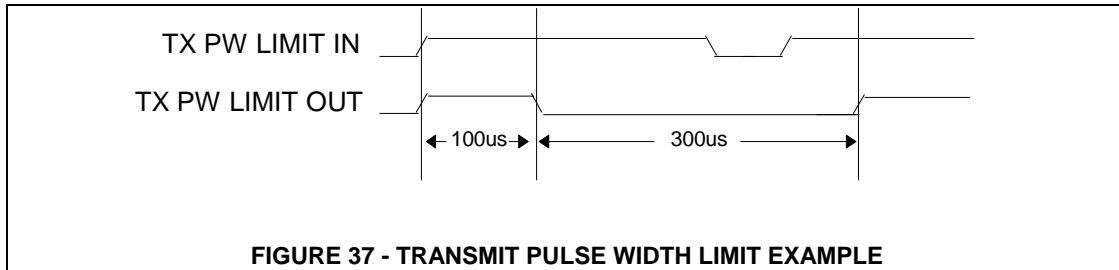 TX PW LIMIT IN
TX PW LIMIT OUT
100us
300us
FIGURE 37 - TRANSMIT PULSE WIDTH LIMIT EXAMPLE